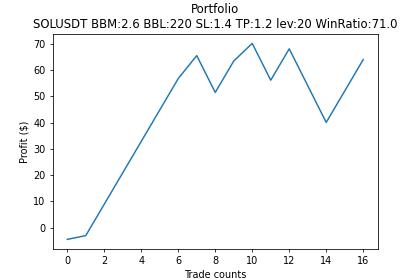 Portfolio
SOLUSDT BBM:2.6 BBL:220 SL:1.4 TP:1.2 lev:20 WinRatio:71.0
70
60
50
40
30
20
10
0
Profit ($)
0 2 4 6 8 10 12 14 16
Trade counts